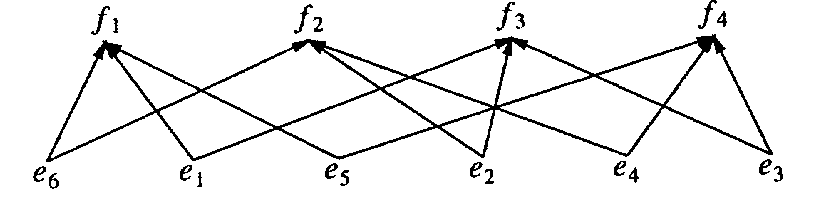 f₁ f₂ f₃ f₄
e₆ e₁ e₅ e₂ e₄ e₃